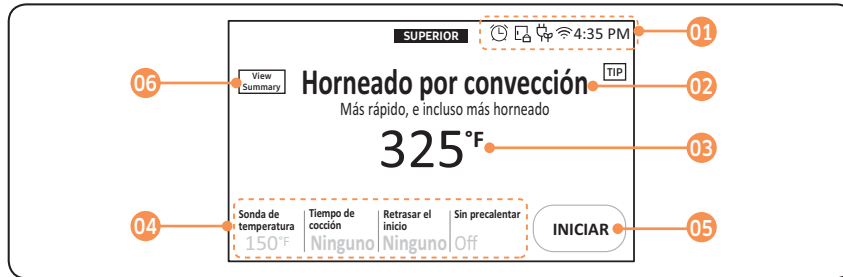 SUPERIOR
4:35 PM
01
06
View
Summary
Horneado por convección
TIP
02
Más rápido, e incluso más horneado
325°F
03
04
Sonda de
temperatura
150°F
Tiempo de
cocción
Ninguno
Retrasar el
inicio
Ninguno
Sin precalentar
Off
INICIAR
05